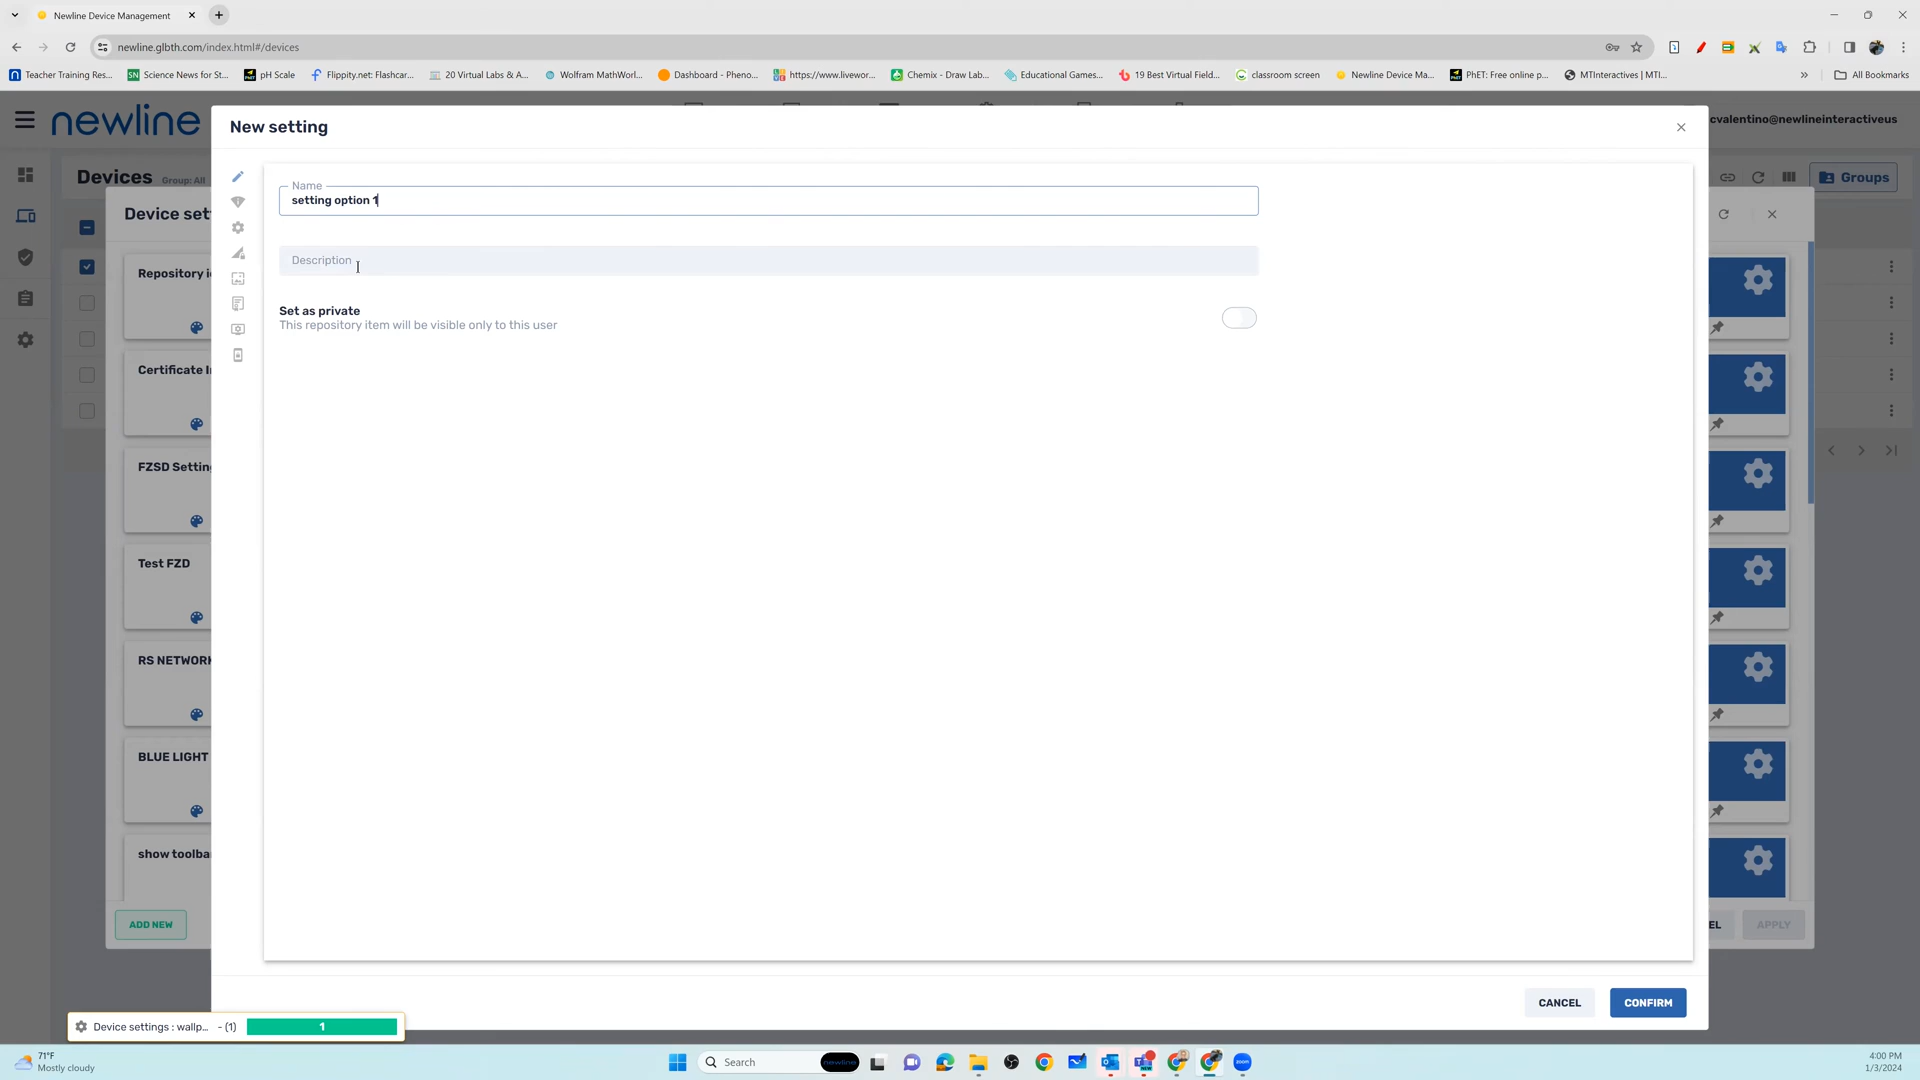 Newline Device Management
newline.glbth.com/index.html#/devices
Teacher Training Res...
Science News for St...
pH Scale
Flippity.net: Flashcar...
20 Virtual Labs & A...
Wolfram MathWorl...
Dashboard - Pheno...
https://www.livewor...
Chemix - Draw Lab...
Educational Games...
19 Best Virtual Field...
classroom screen
Newline Device Ma...
PhET: Free online p...
MTInteractives | MTI...
All Bookmarks
newline
cvalentino@newlineinteractiveus
New setting
Devices Group: All
Groups
Device set
Name
setting option 1
Description
Set as private
This repository item will be visible only to this user
Repository i
Certificate I
FZSD Setting
Test FZD
RS NETWORK
BLUE LIGHT
show toolba
ADD NEW
EL
APPLY
CANCEL
CONFIRM
Device settings : wallp... - (1)
1
71°F
Mostly cloudy
Search
newline
NEW
zoom
4:00 PM
1/3/2024